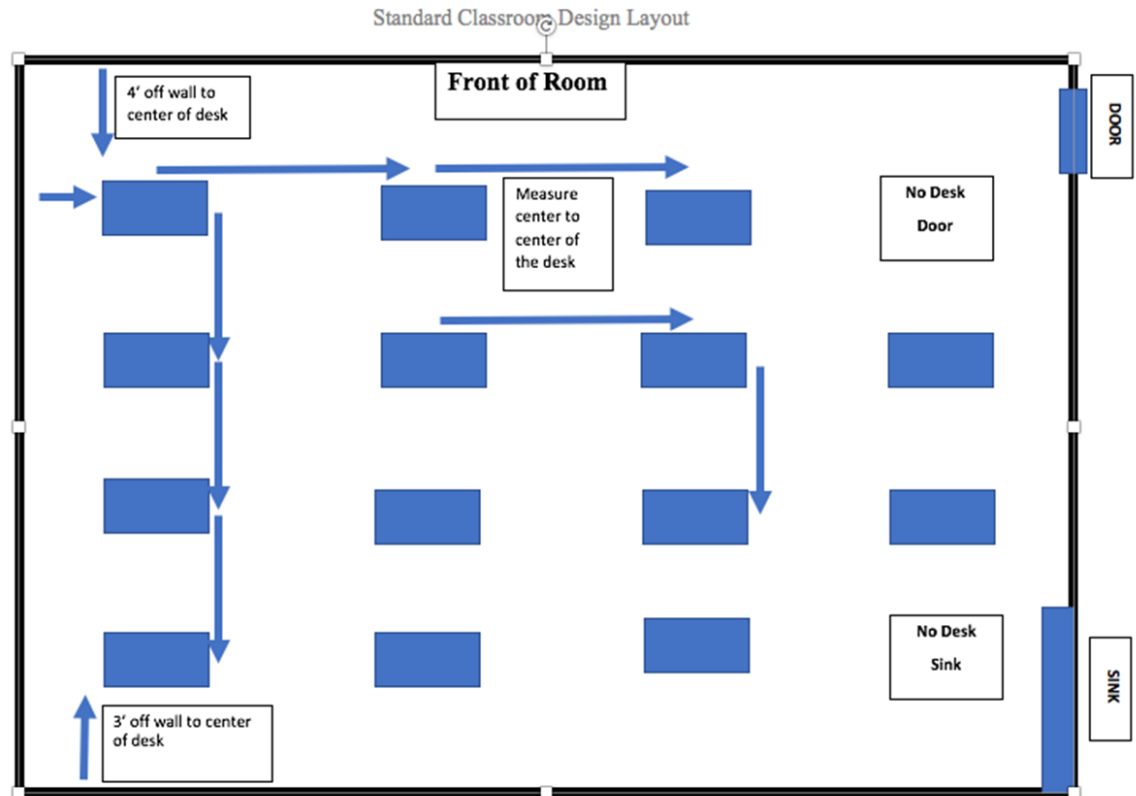 Standard Classroom Design Layout
Front of Room
4’ off wall to
center of desk
DOOR
Measure
center to
center of
the desk
No Desk
Door
No Desk
Sink
SINK
3’ off wall to center
of desk